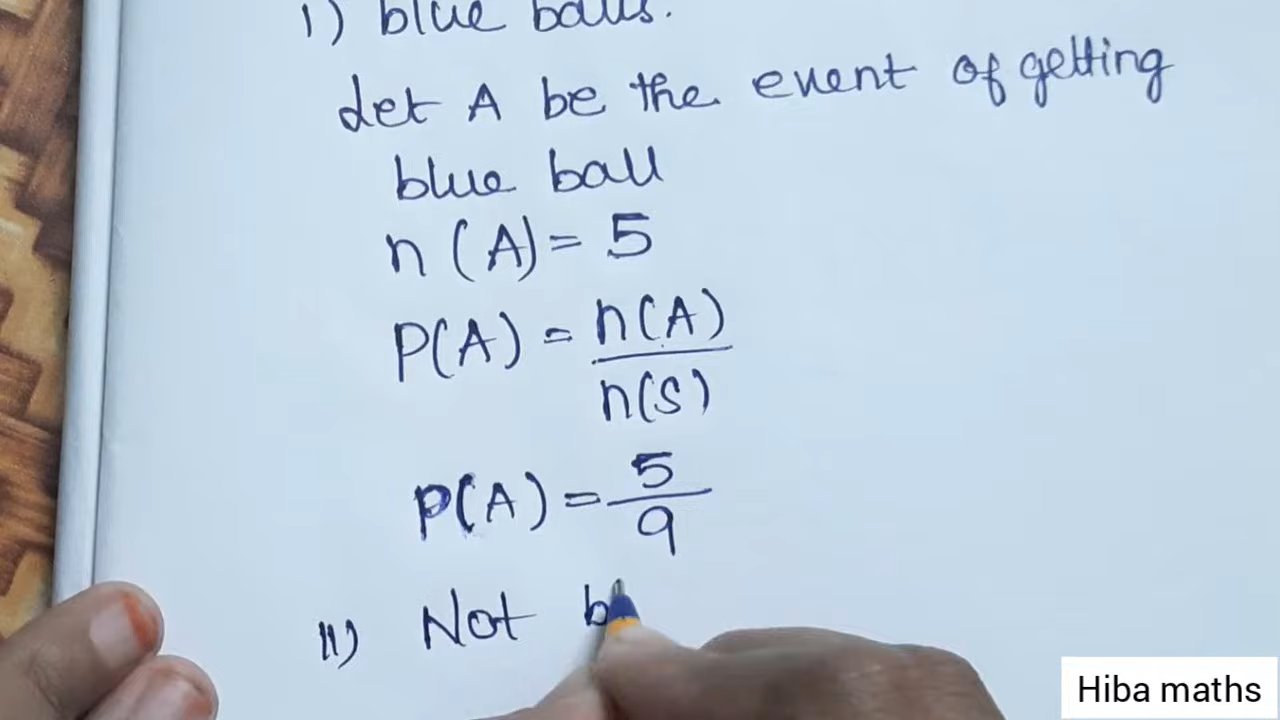 i) blue balls.
Let A be the event of getting
blue ball
n (A) = 5
P(A) = n(A)
n(S)
P(A) = 5
9
ii) Not b
Hiba maths